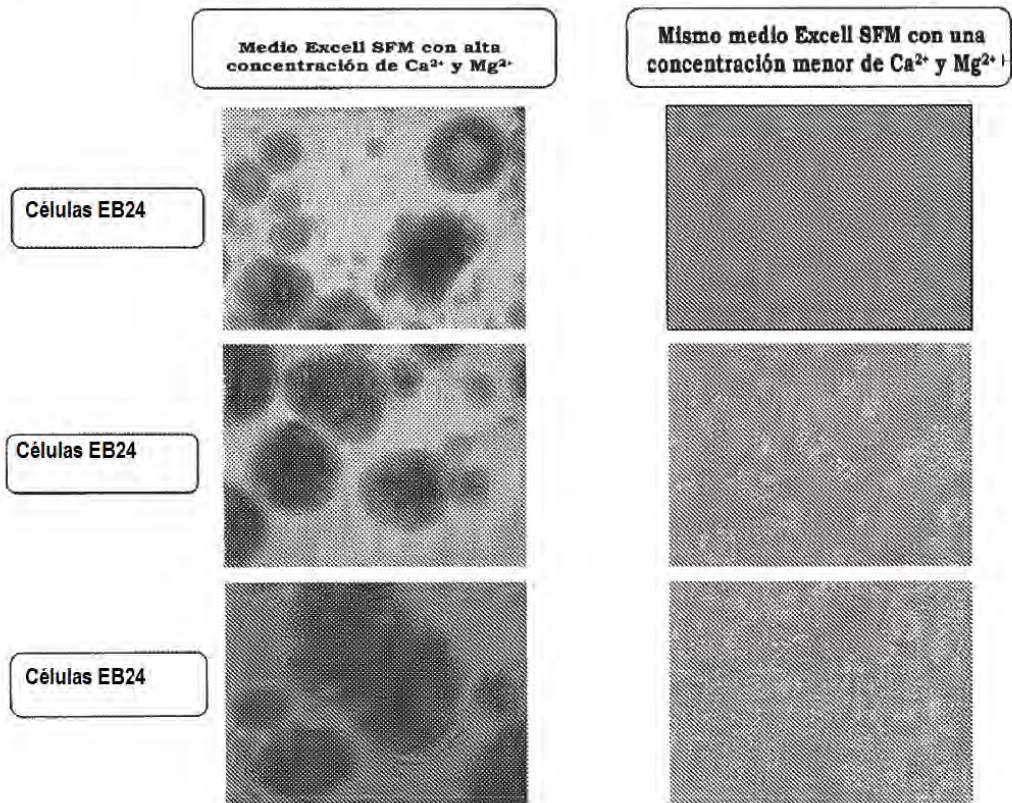 Medio Excell SFM con alta
concentración de Ca²⁺ y Mg²⁺
Mismo medio Excell SFM con una
concentración menor de Ca²⁺ y Mg²⁺
Células EB24
Células EB24
Células EB24